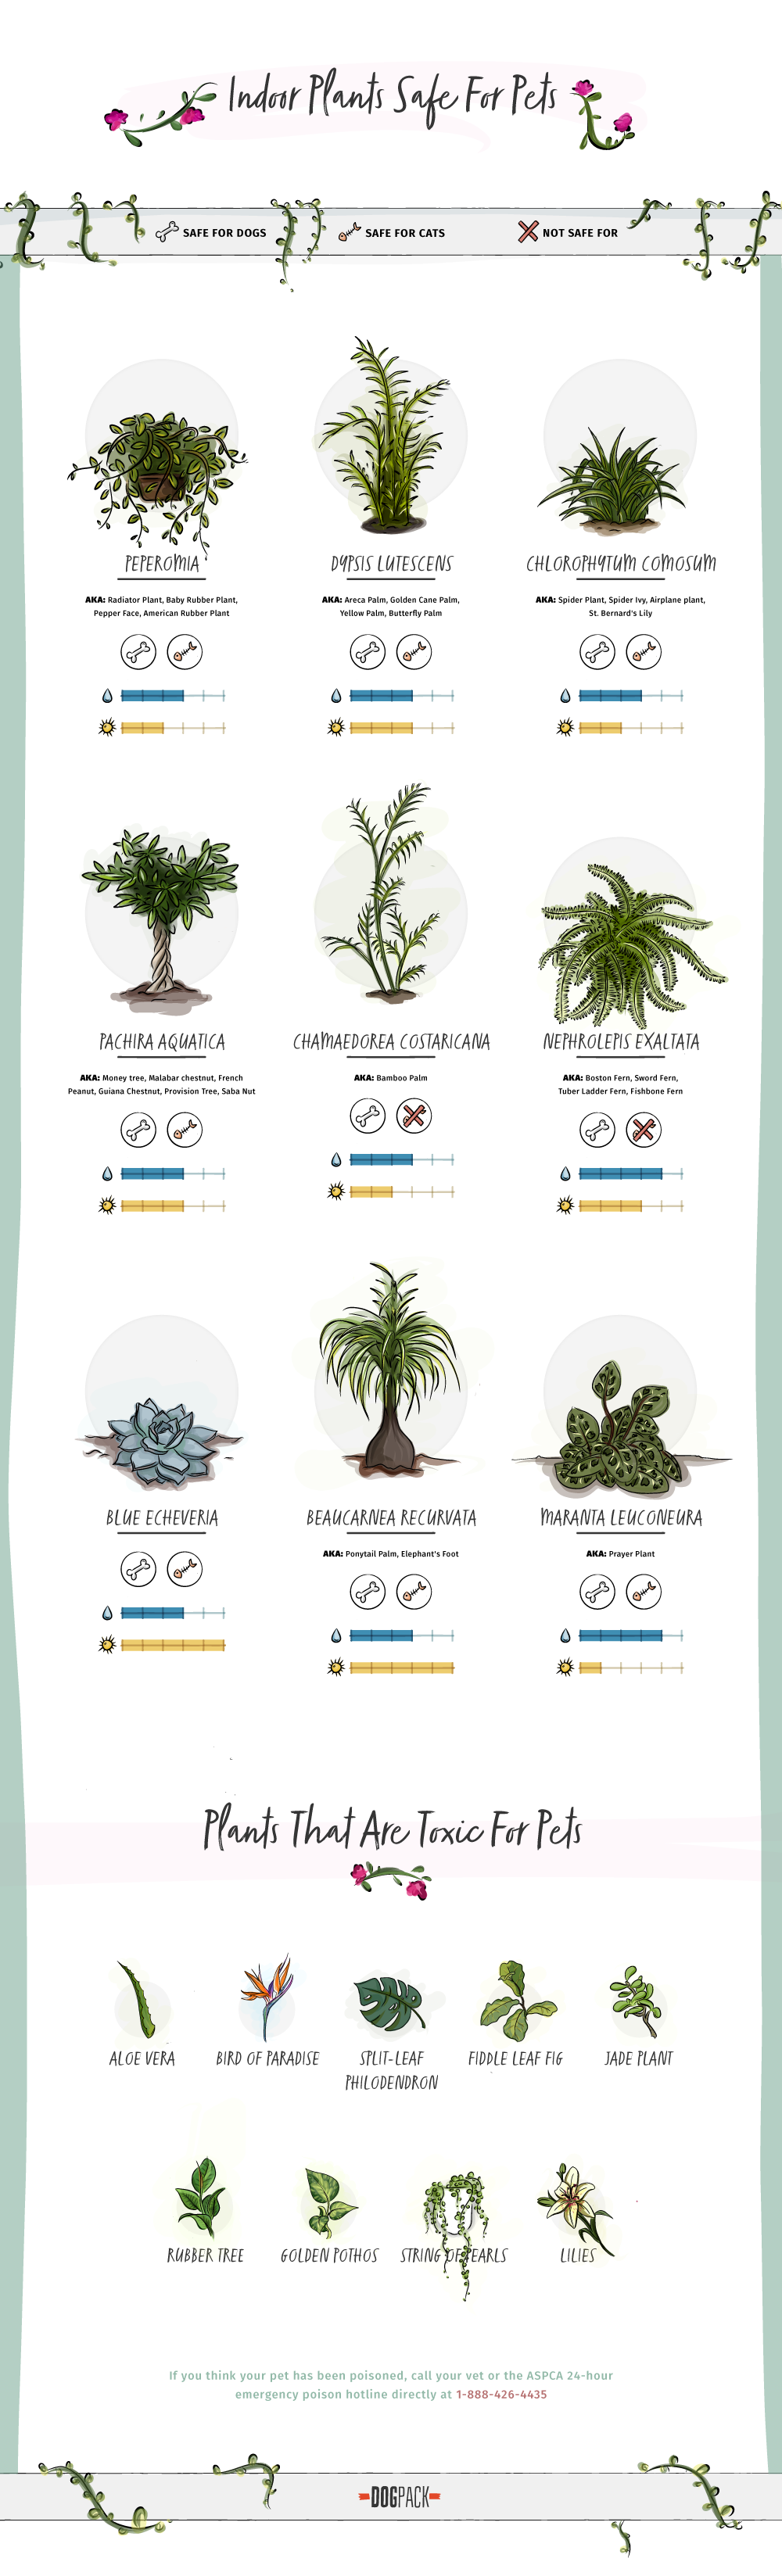 Indoor Plants Safe For Pets
SAFE FOR DOGS
SAFE FOR CATS
NOT SAFE FOR
PEPEROMIA
AKA: Radiator Plant, Baby Rubber Plant,
Pepper Face, American Rubber Plant
DYPSIS LUTESCENS
AKA: Areca Palm, Golden Cane Palm,
Yellow Palm, Butterfly Palm
CHLOROPHYTUM COMOSUM
AKA: Spider Plant, Spider Ivy, Airplane plant,
St. Bernard's Lily
PACHIRA AQUATICA
AKA: Money tree, Malabar chestnut, French
Peanut, Guiana Chestnut, Provision Tree, Saba Nut
CHAMAEDOREA COSTARICANA
AKA: Bamboo Palm
NEPHROLEPIS EXALTATA
AKA: Boston Fern, Sword Fern,
Tuber Ladder Fern, Fishbone Fern
BLUE ECHEVERIA
BEAUCARNEA RECURVATA
AKA: Ponytail Palm, Elephant's Foot
MARANTA LEUCONEURA
AKA: Prayer Plant
Plants That Are Toxic For Pets
ALOE VERA
BIRD OF PARADISE
SPLIT-LEAF
PHILODENDRON
FIDDLE LEAF FIG
JADE PLANT
RUBBER TREE
GOLDEN POTHOS
STRING OF PEARLS
LILIES
If you think your pet has been poisoned, call your vet or the ASPCA 24-hour
emergency poison hotline directly at 1-888-426-4435
DOGPACK